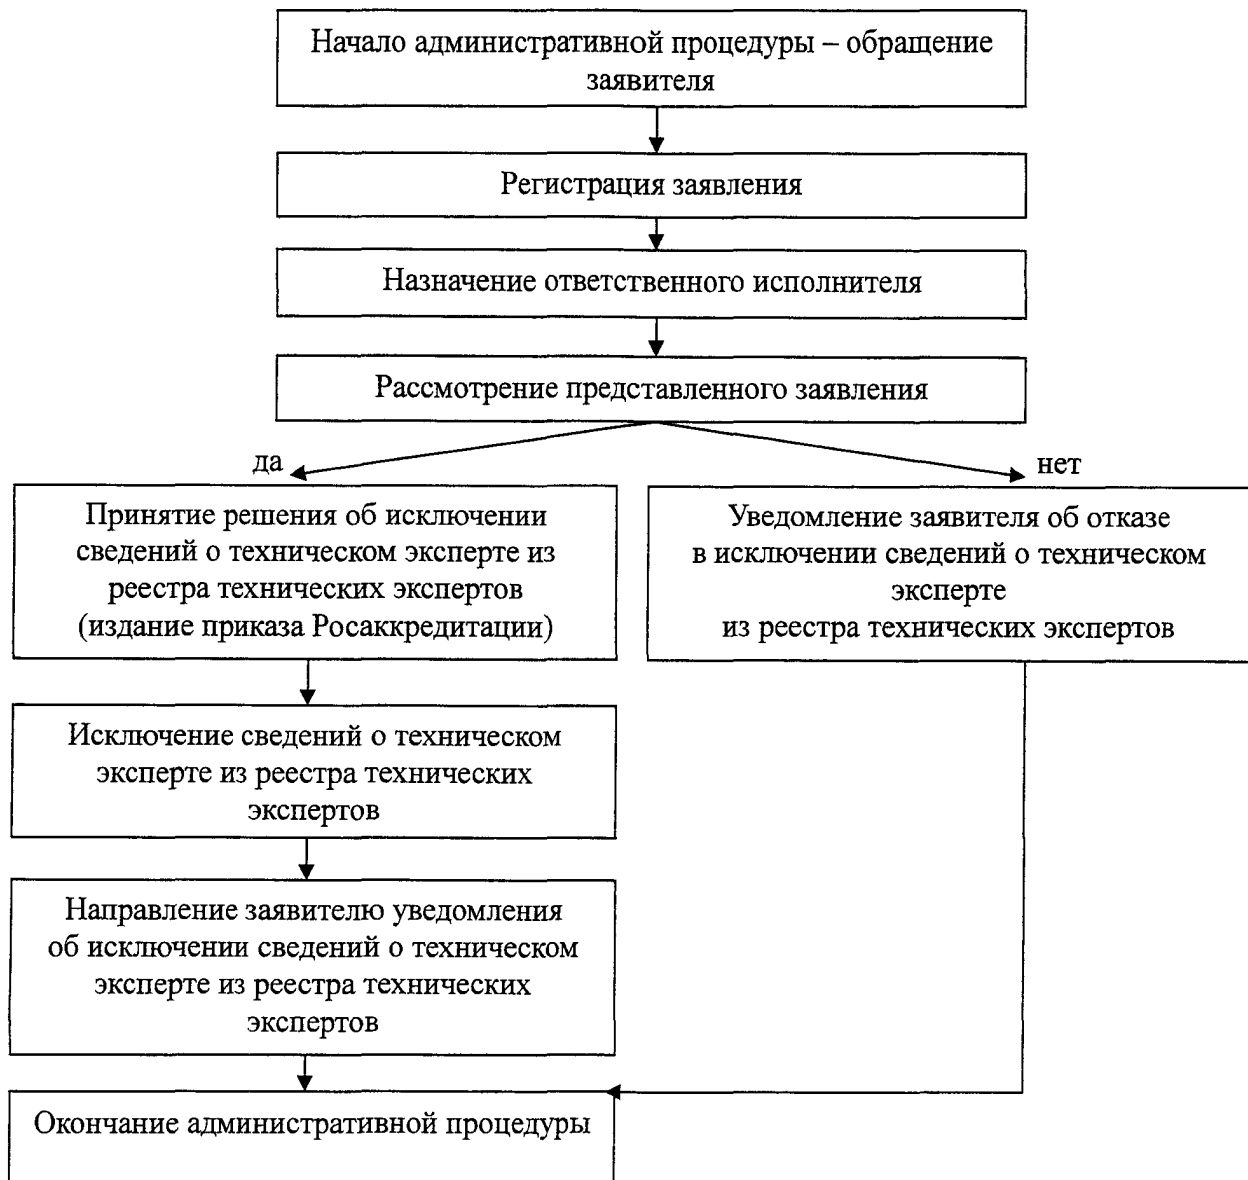 Начало административной процедуры – обращение
заявителя
Регистрация заявления
Назначение ответственного исполнителя
Рассмотрение представленного заявления
да
нет
Принятие решения об исключении
сведений о техническом эксперте из
реестра технических экспертов
(издание приказа Росаккредитации)
Уведомление заявителя об отказе
в исключении сведений о техническом
эксперте
из реестра технических экспертов
Исключение сведений о техническом
эксперте из реестра технических
экспертов
Направление заявителю уведомления
об исключении сведений о техническом
эксперте из реестра технических
экспертов
Окончание административной процедуры